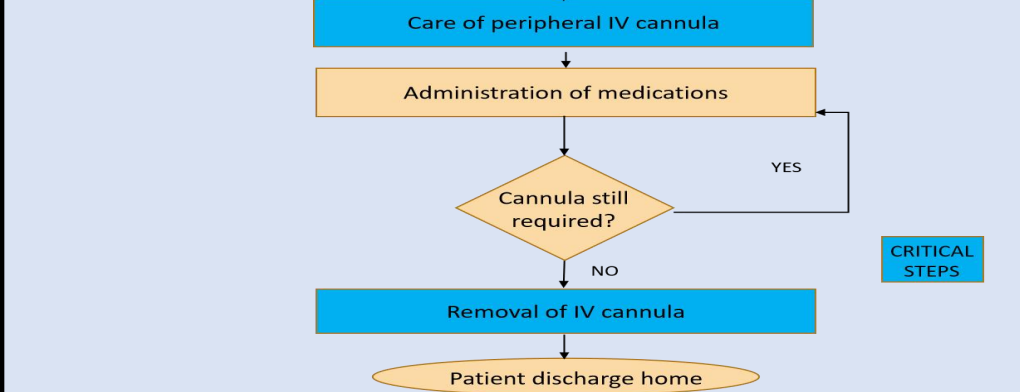 Care of peripheral IV cannula
Administration of medications
YES
Cannula still
required?
CRITICAL
STEPS
NO
Removal of IV cannula
Patient discharge home